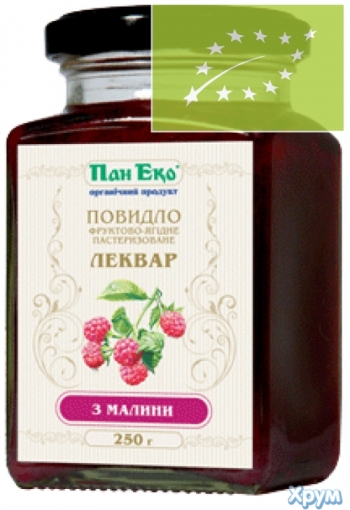 Пан Еко
органічний продукт
ПОВИДЛО
ФРУКТОВО-ЯГІДНЕ
ПАСТЕРИЗОВАНЕ
ЛЕКВАР
З МАЛИНИ
250 г
Хрум